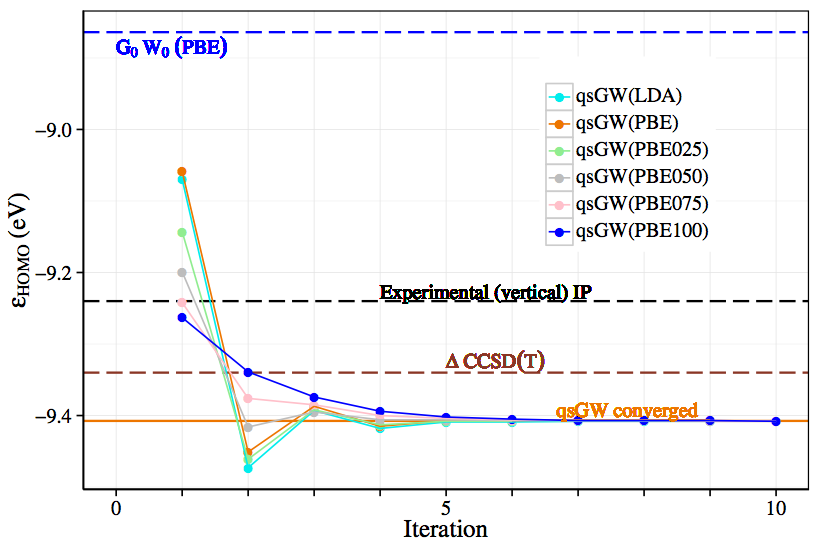 G₀ W₀ (PBE)
qsGW(LDA)
−9.0
qsGW(PBE)
qsGW(PBE025)
qsGW(PBE050)
qsGW(PBE075)
qsGW(PBE100)
εHOMO (eV)
−9.2
Experimental (vertical) IP
Δ CCSD(T)
−9.4
qsGW converged
0 5 10
Iteration